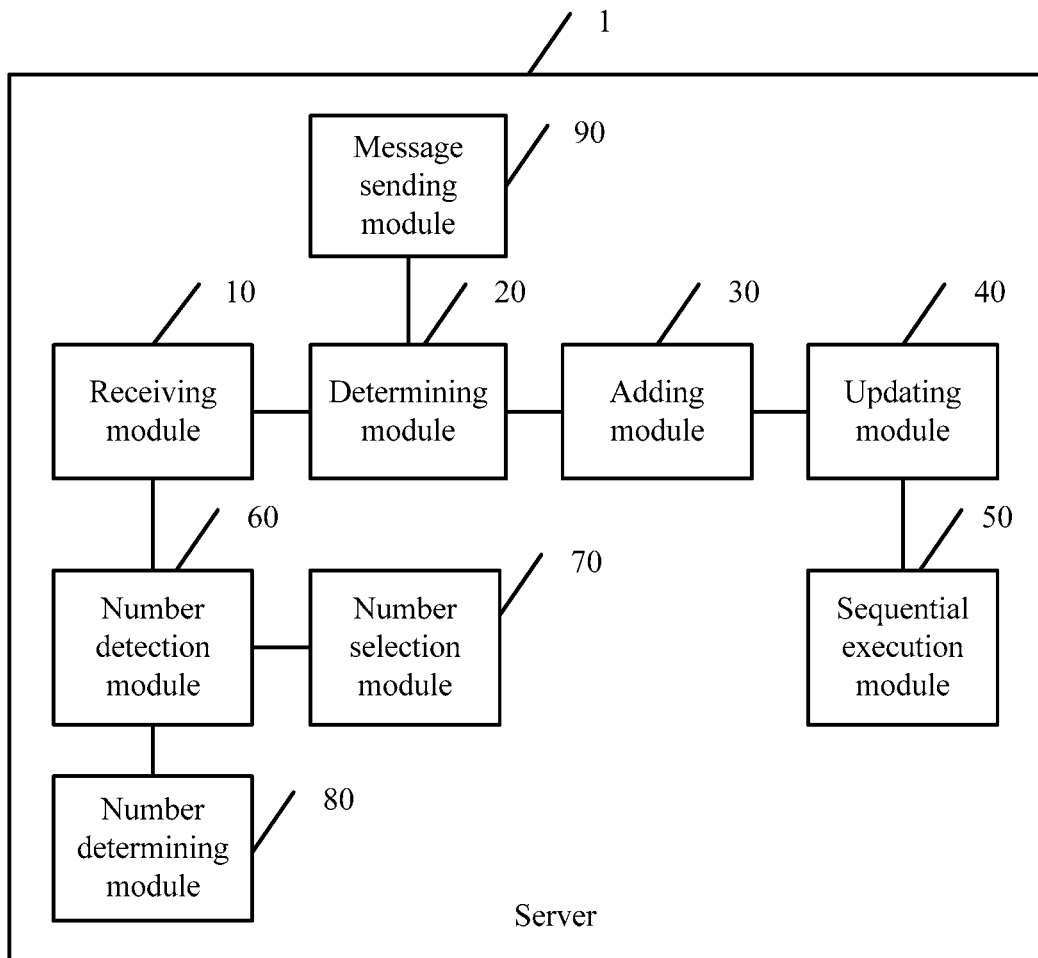 1
Message
sending
module
90
10
20
30
40
Receiving
module
Determining
module
Adding
module
Updating
module
60
70
50
Number
detection
module
Number
selection
module
Sequential
execution
module
Number
determining
module
80
Server